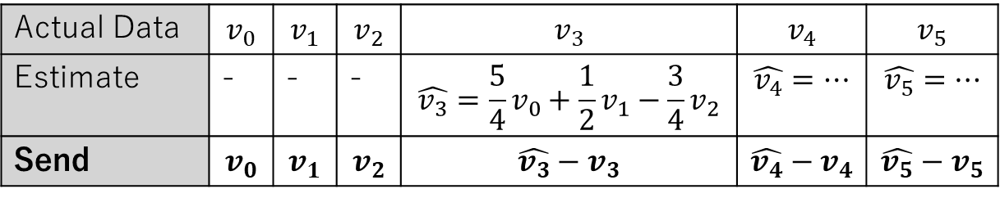 Actual Data v₀ v₁ v₂ v₃ v₄ v₅
Estimate - - - v̂₃ = 5/4 v₀ + 1/2 v₁ − 3/4 v₂ v̂₄ = ⋯ v̂₅ = ⋯
Send v₀ v₁ v₂ v̂₃ − v₃ v̂₄ − v₄ v̂₅ − v₅